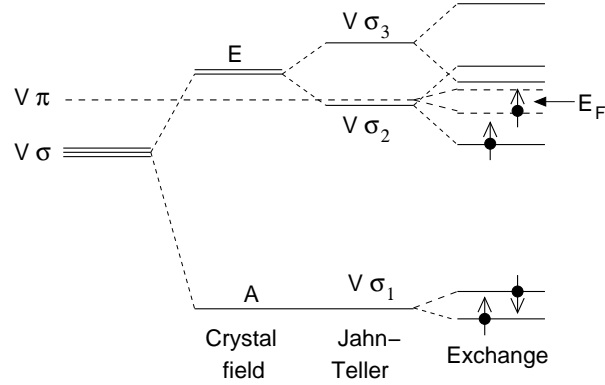 V σ₃
E
V π
E_F
V σ₂
V σ
A
V σ₁
Crystal field
Jahn−Teller
Exchange